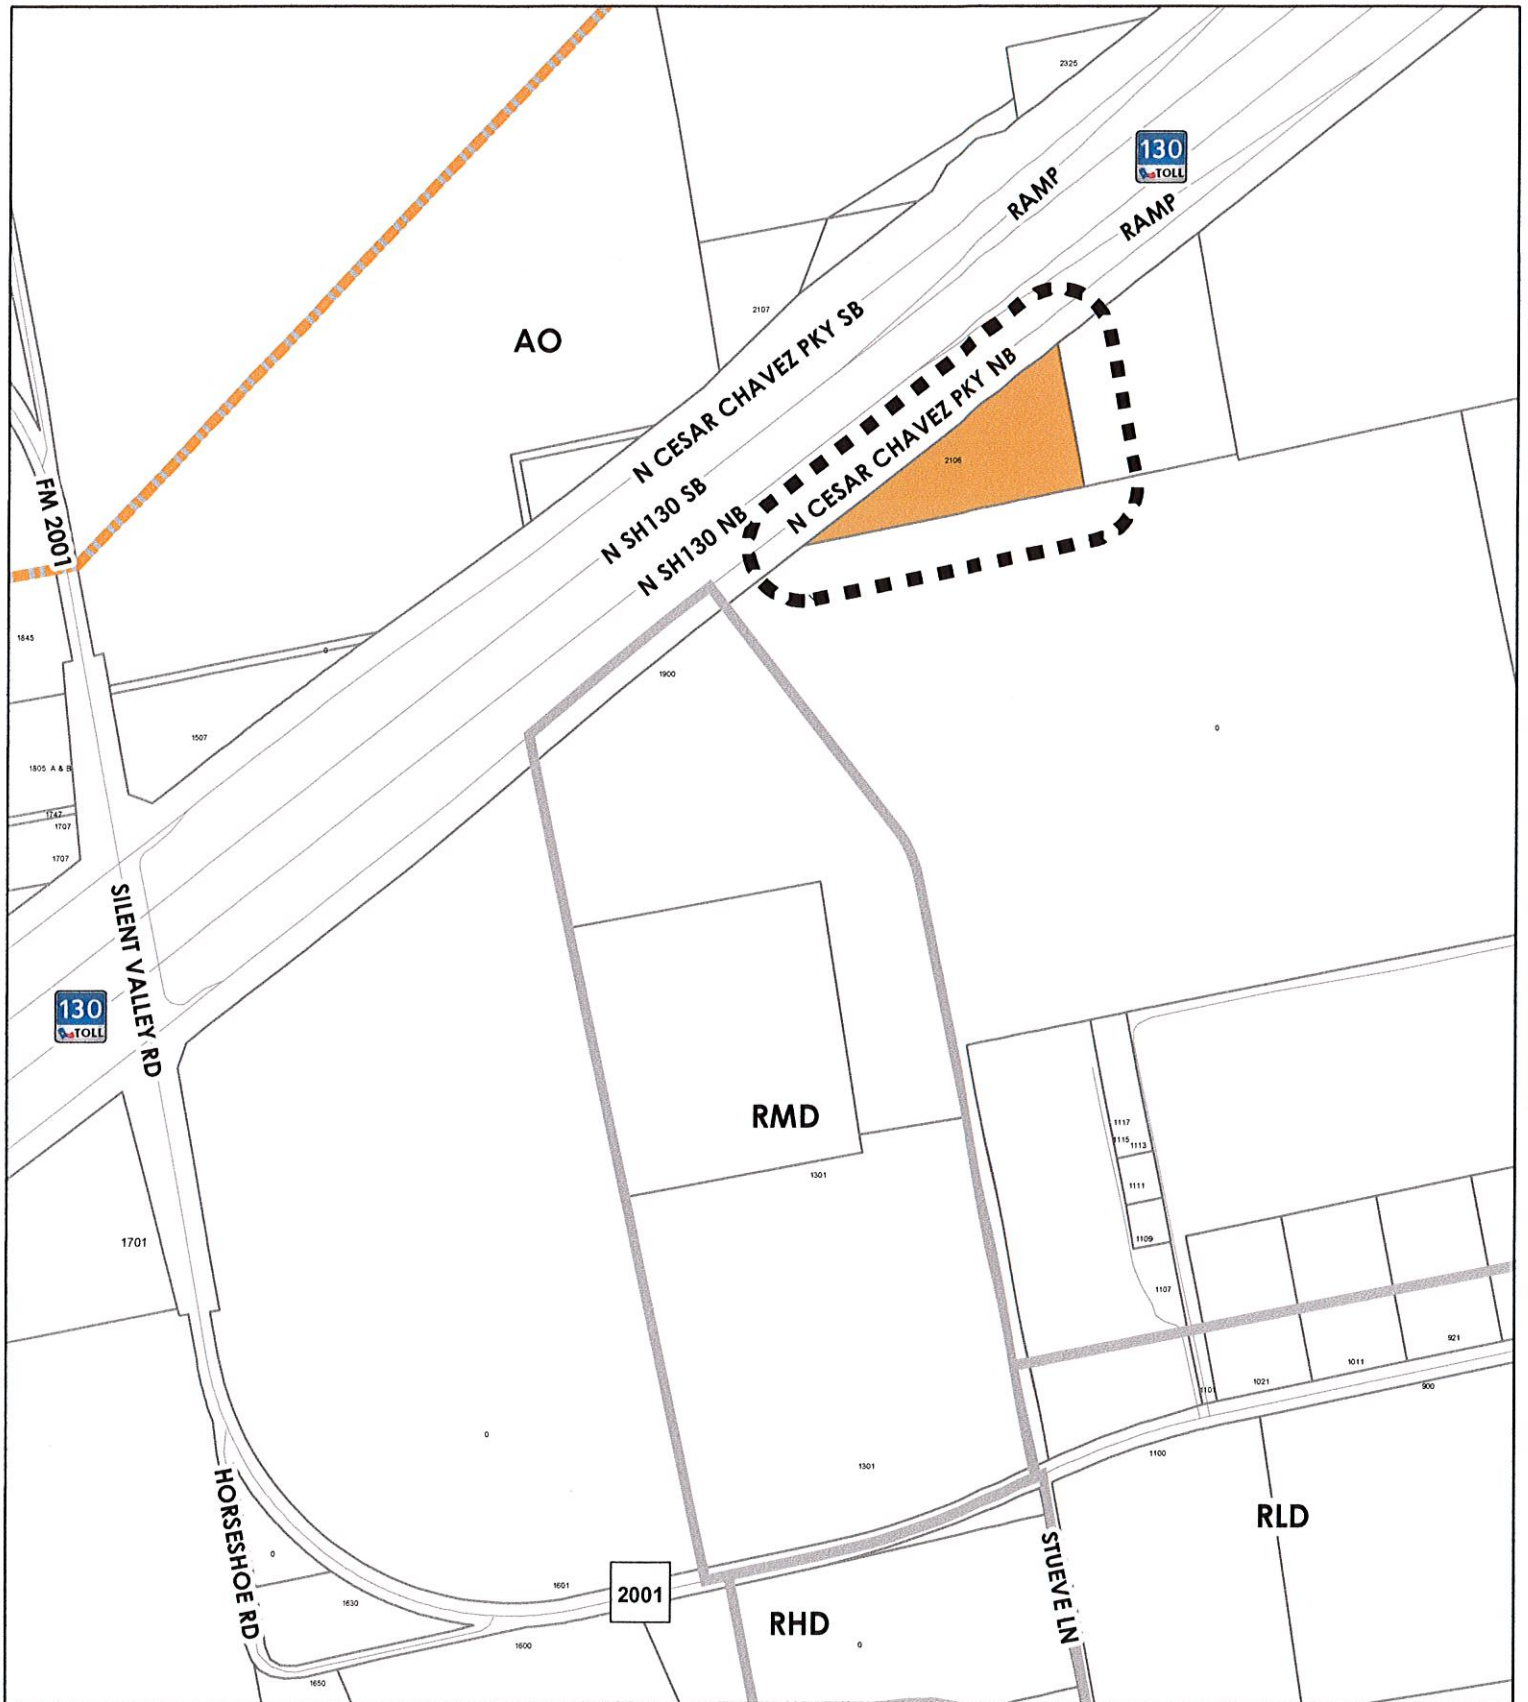 2325
130
TOLL
RAMP
RAMP
2107
AO
N CESAR CHAVEZ PKY SB
N CESAR CHAVEZ PKY NB
2106
N SH130 SB
N SH130 NB
FM 2001
1845
0
1900
1507
0
1805 A & B
1747
1707
1707
SILENT VALLEY RD
130
TOLL
RMD
1117
1115
1113
1301
1111
1701
1109
1107
921
1011
1021
1101
900
0
1301
1100
HORSESHOE RD
RLD
STUEVE LN
0
1601
2001
1630
RHD
0
1600
1650